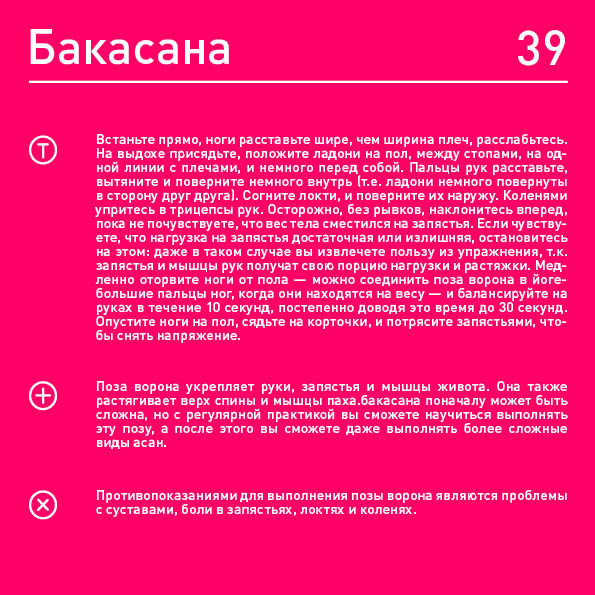 Бакасана 39
T
Встаньте прямо, ноги расставьте шире, чем ширина плеч, расслабьтесь.
На выдохе присядьте, положите ладони на пол, между стопами, на од-
ной линии с плечами, и немного перед собой. Пальцы рук расставьте,
вытяните и поверните немного внутрь (т.е. ладони немного повернуты
в сторону друг друга). Согните локти, и поверните их наружу. Коленями
упритесь в трицепсы рук. Осторожно, без рывков, наклонитесь вперед,
пока не почувствуете, что вес тела сместился на запястья. Если чувству-
ете, что нагрузка на запястья достаточная или излишняя, остановитесь
на этом: даже в таком случае вы извлечете пользу из упражнения, т.к.
запястья и мышцы рук получат свою порцию нагрузки и растяжки. Мед-
ленно оторвите ноги от пола — можно соединить поза ворона в йоге-
большие пальцы ног, когда они находятся на весу — и балансируйте на
руках в течение 10 секунд, постепенно доводя это время до 30 секунд.
Опустите ноги на пол, сядьте на корточки, и потрясите запястьями, что-
бы снять напряжение.
+
Поза ворона укрепляет руки, запястья и мышцы живота. Она также
растягивает верх спины и мышцы паха.бакасана поначалу может быть
сложна, но с регулярной практикой вы сможете научиться выполнять
эту позу, а после этого вы сможете даже выполнять более сложные
виды асан.
×
Противопоказаниями для выполнения позы ворона являются проблемы
с суставами, боли в запястьях, локтях и коленях.